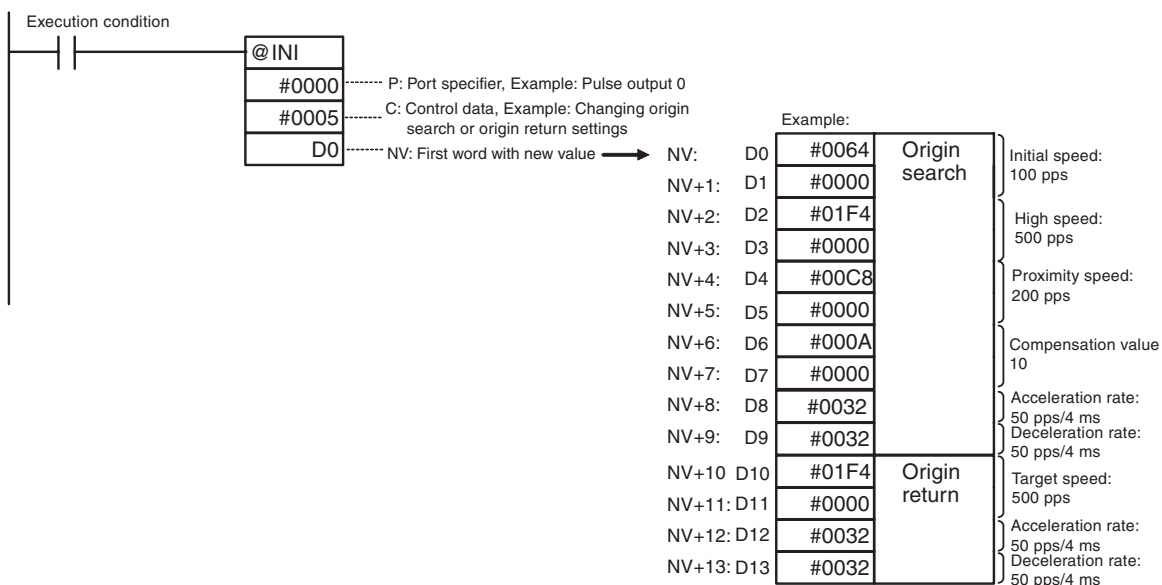 Execution condition
@INI
#0000
P: Port specifier, Example: Pulse output 0
#0005
C: Control data, Example: Changing origin
search or origin return settings
D0
NV: First word with new value
Example:
NV: D0 #0064 Origin
search
Initial speed:
100 pps
NV+1: D1 #0000
NV+2: D2 #01F4
High speed:
500 pps
NV+3: D3 #0000
NV+4: D4 #00C8
Proximity speed:
200 pps
NV+5: D5 #0000
NV+6: D6 #000A
Compensation value
10
NV+7: D7 #0000
NV+8: D8 #0032
Acceleration rate:
50 pps/4 ms
NV+9: D9 #0032
Deceleration rate:
50 pps/4 ms
NV+10 D10 #01F4 Origin
return
Target speed:
500 pps
NV+11: D11 #0000
NV+12: D12 #0032
Acceleration rate:
50 pps/4 ms
NV+13: D13 #0032
Deceleration rate:
50 pps/4 ms